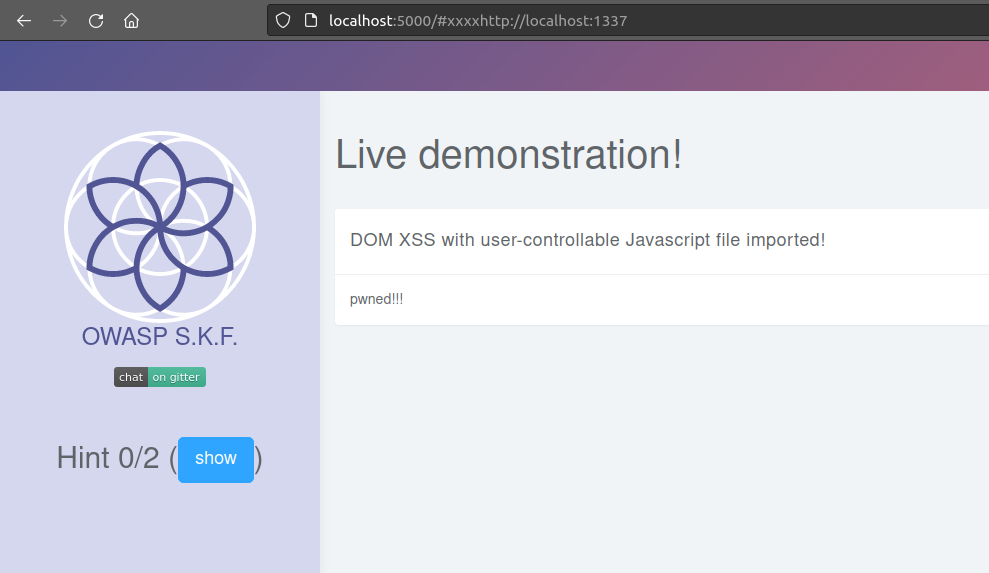 localhost:5000/#xxxxhttp://localhost:1337
Live demonstration!
DOM XSS with user-controllable Javascript file imported!
pwned!!!
OWASP S.K.F.
chat on gitter
Hint 0/2 (show)